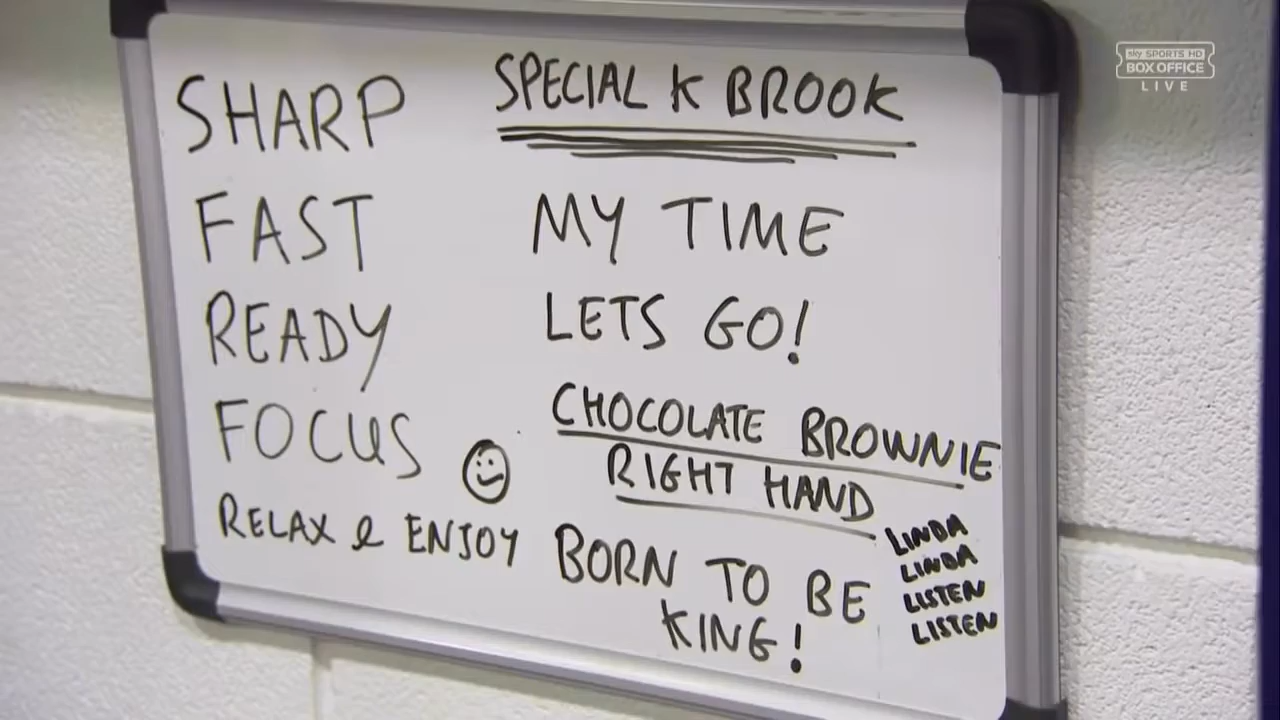 sky SPORTS HD
BOX OFFICE
LIVE
SPECIAL K BROOK
SHARP
FAST
READY
FOCUS
RELAX & ENJOY
MY TIME
LETS GO!
CHOCOLATE BROWNIE
RIGHT HAND
BORN TO BE
KING!
LINDA
LINDA
LISTEN
LISTEN